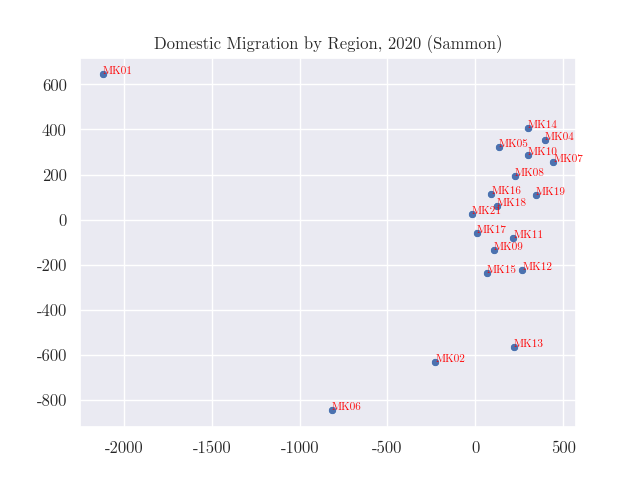 Domestic Migration by Region, 2020 (Sammon)
600
400
200
0
-200
-400
-600
-800
MK01
MK14
MK04
MK05
MK10
MK07
MK08
MK16
MK19
MK18
MK21
MK17
MK11
MK09
MK15
MK12
MK13
MK02
MK06
-2000
-1500
-1000
-500
0
500